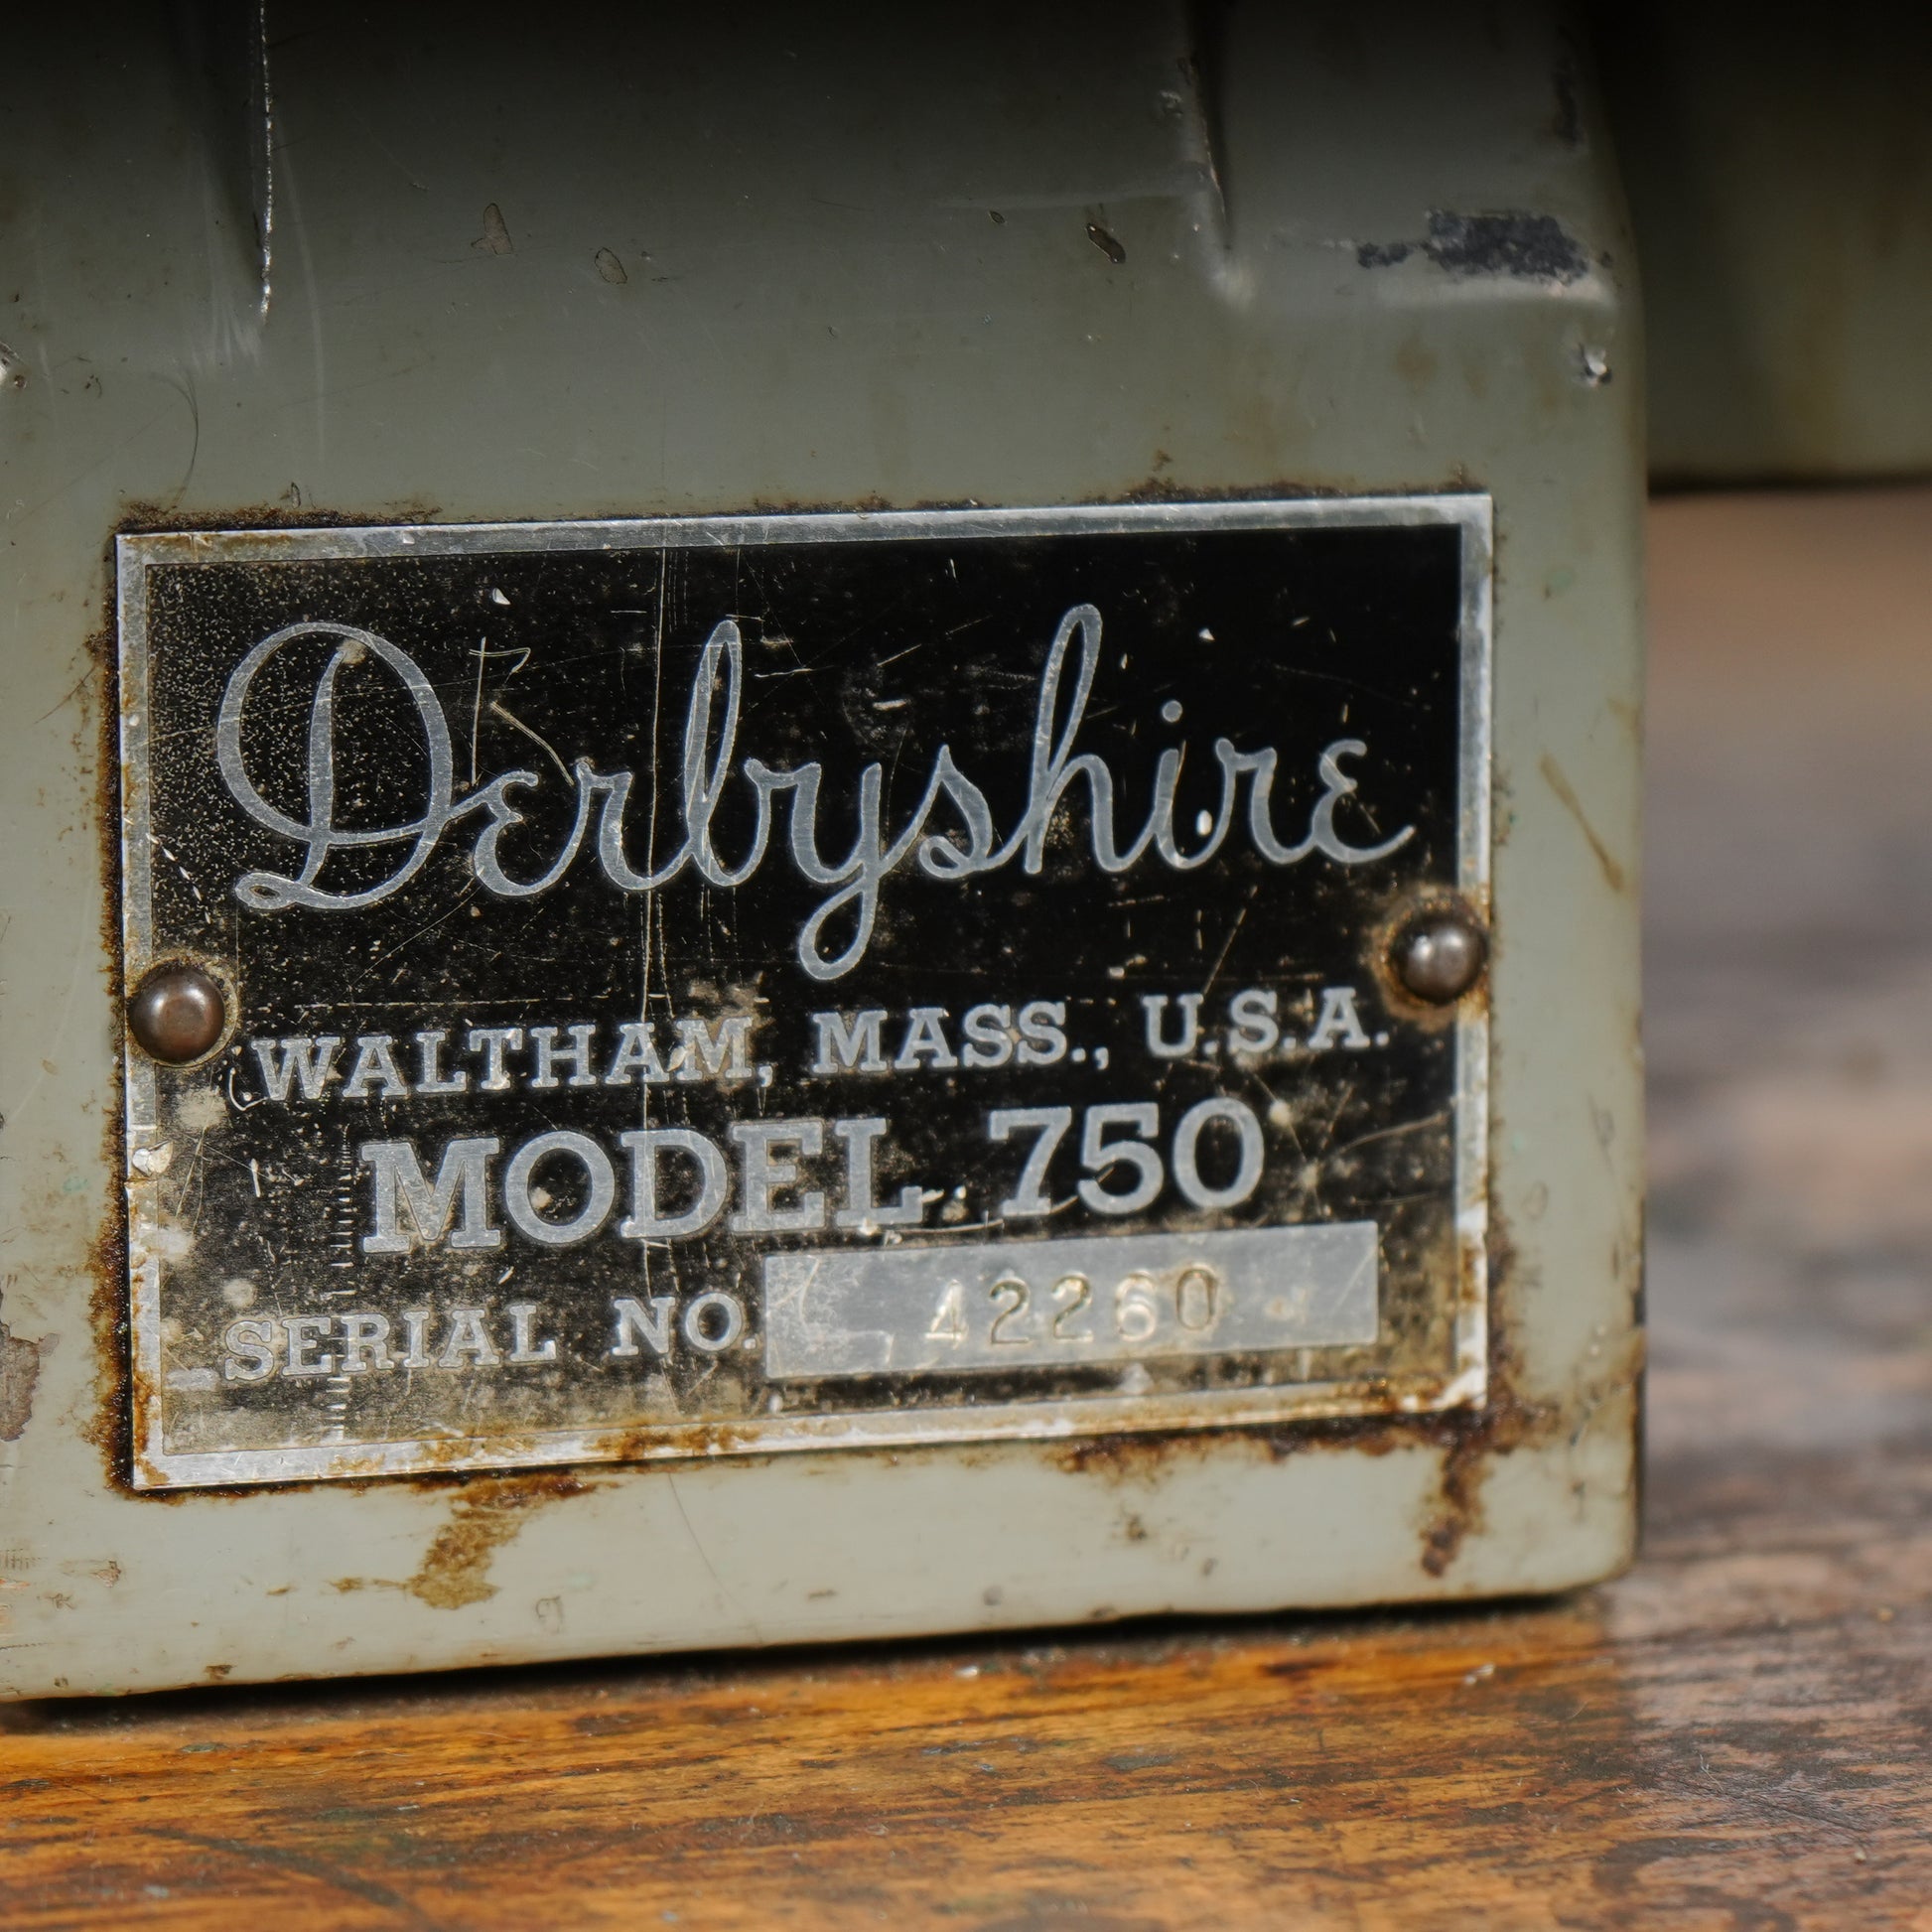 Derbyshire
WALTHAM, MASS., U.S.A.
MODEL 750
SERIAL NO. 42260